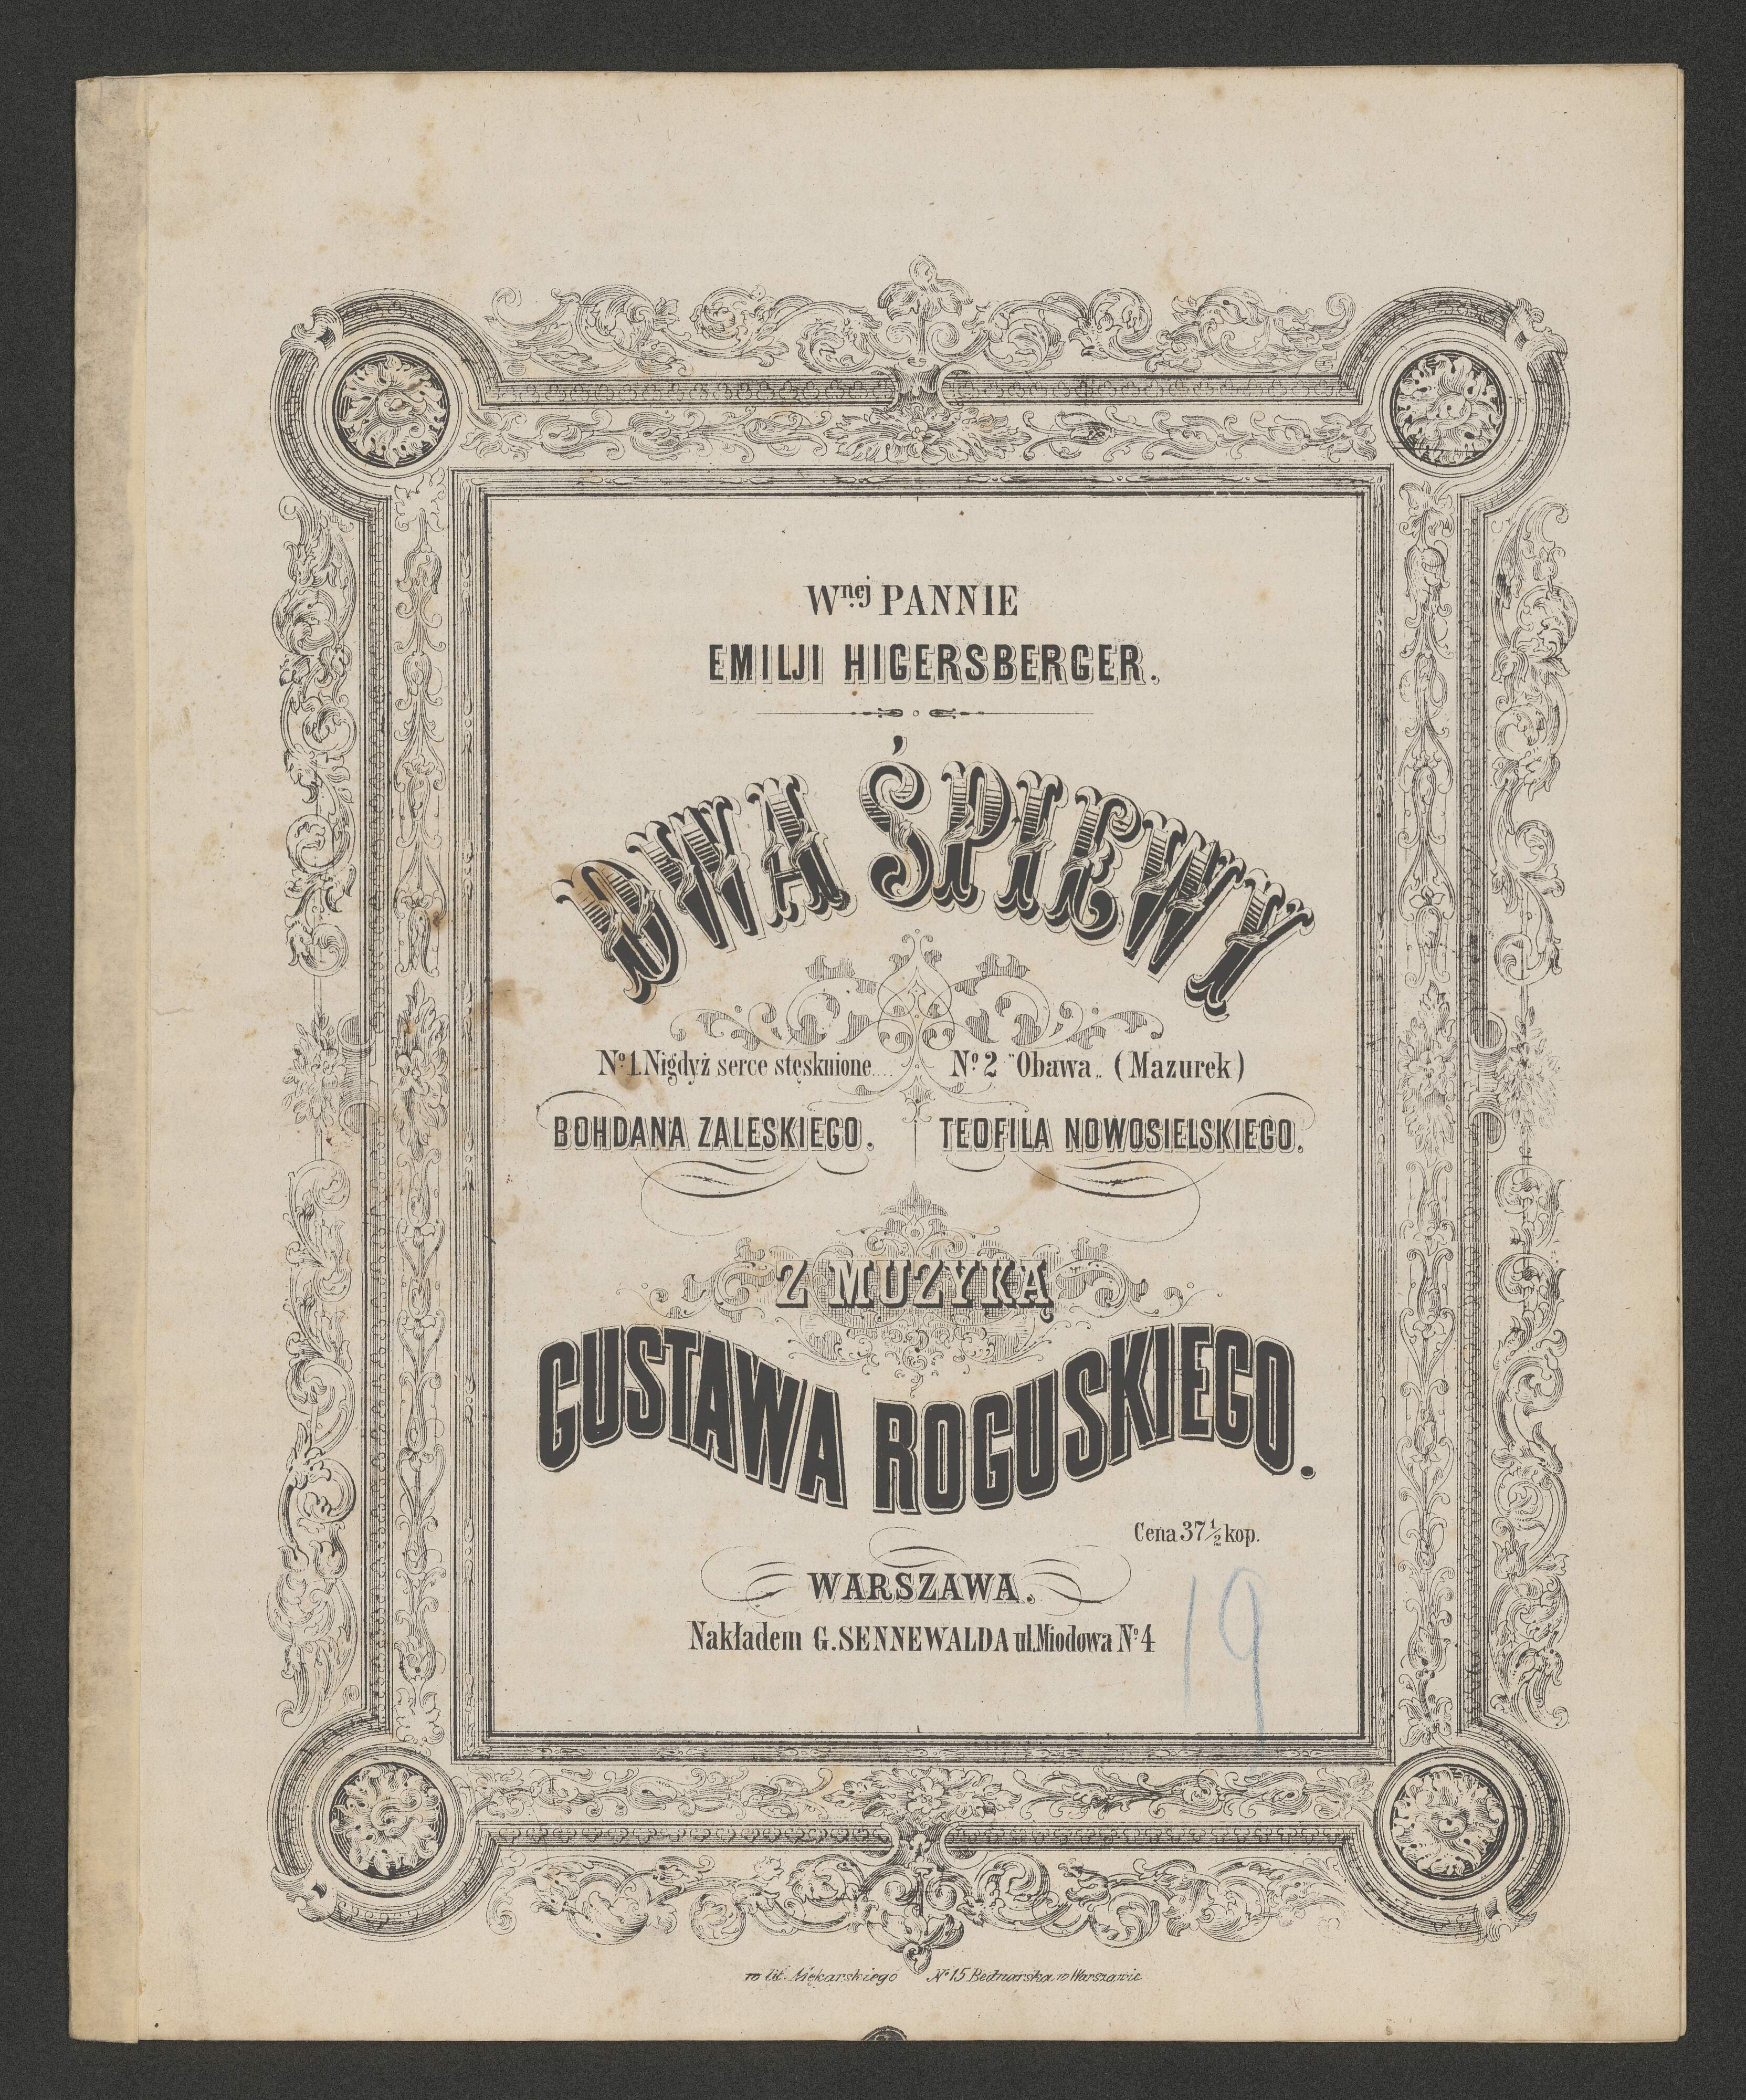 Wnej PANNIE
EMILJI HIGERSBERGER.
DWA ŚPIEWY
No 1 Nigdyż serce stęsknione.... No 2 "Obawa„ (Mazurek)
BOHDANA ZALESKIEGO. TEOFILA NOWOSIELSKIEGO.
Z MUZYKĄ
GUSTAWA ROGUSKIEGO.
Cena 37 1/2 kop.
WARSZAWA.
Nakładem G. SENNEWALDA ul. Miodowa No 4
19
w lit. Mękarskiego No 15 Bednarska w Warszawie